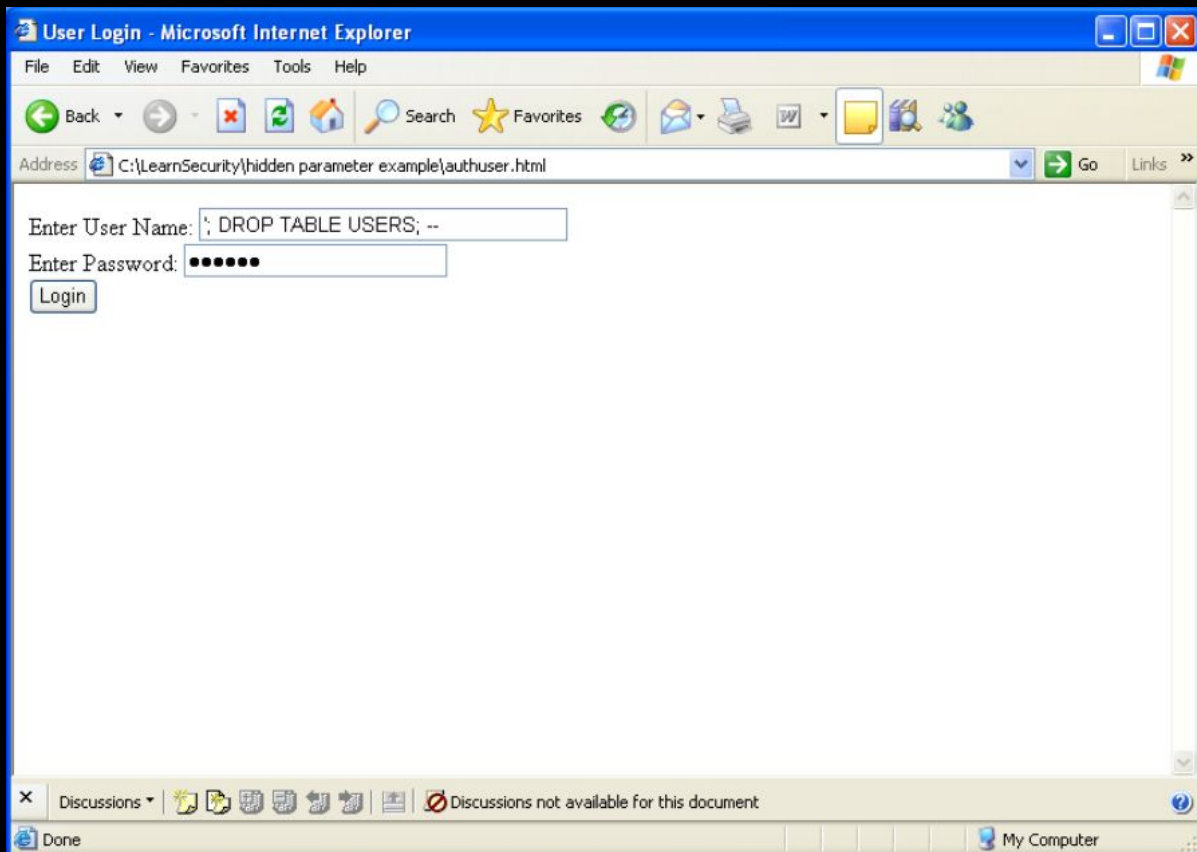 User Login - Microsoft Internet Explorer
File Edit View Favorites Tools Help
Back Search Favorites W
Address C:\LearnSecurity\hidden parameter example\authuser.html Go Links »
Enter User Name: '; DROP TABLE USERS; --
Enter Password: ●●●●●●
Login
Discussions Discussions not available for this document
Done My Computer